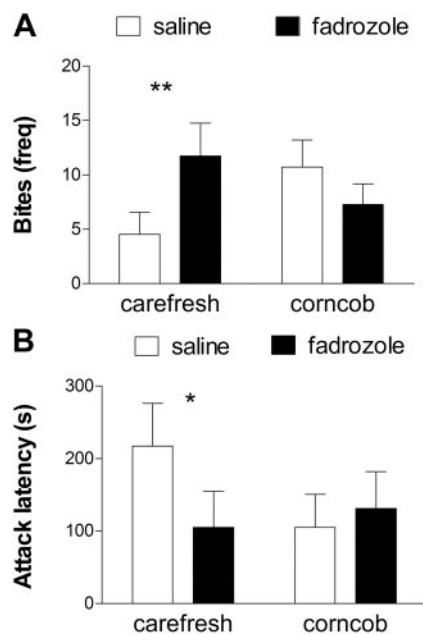 A
saline fadrozole
20
**
15
Bites (freq)
10
5
0
carefresh corncob
B
saline fadrozole
300
*
200
Attack latency (s)
100
0
carefresh corncob